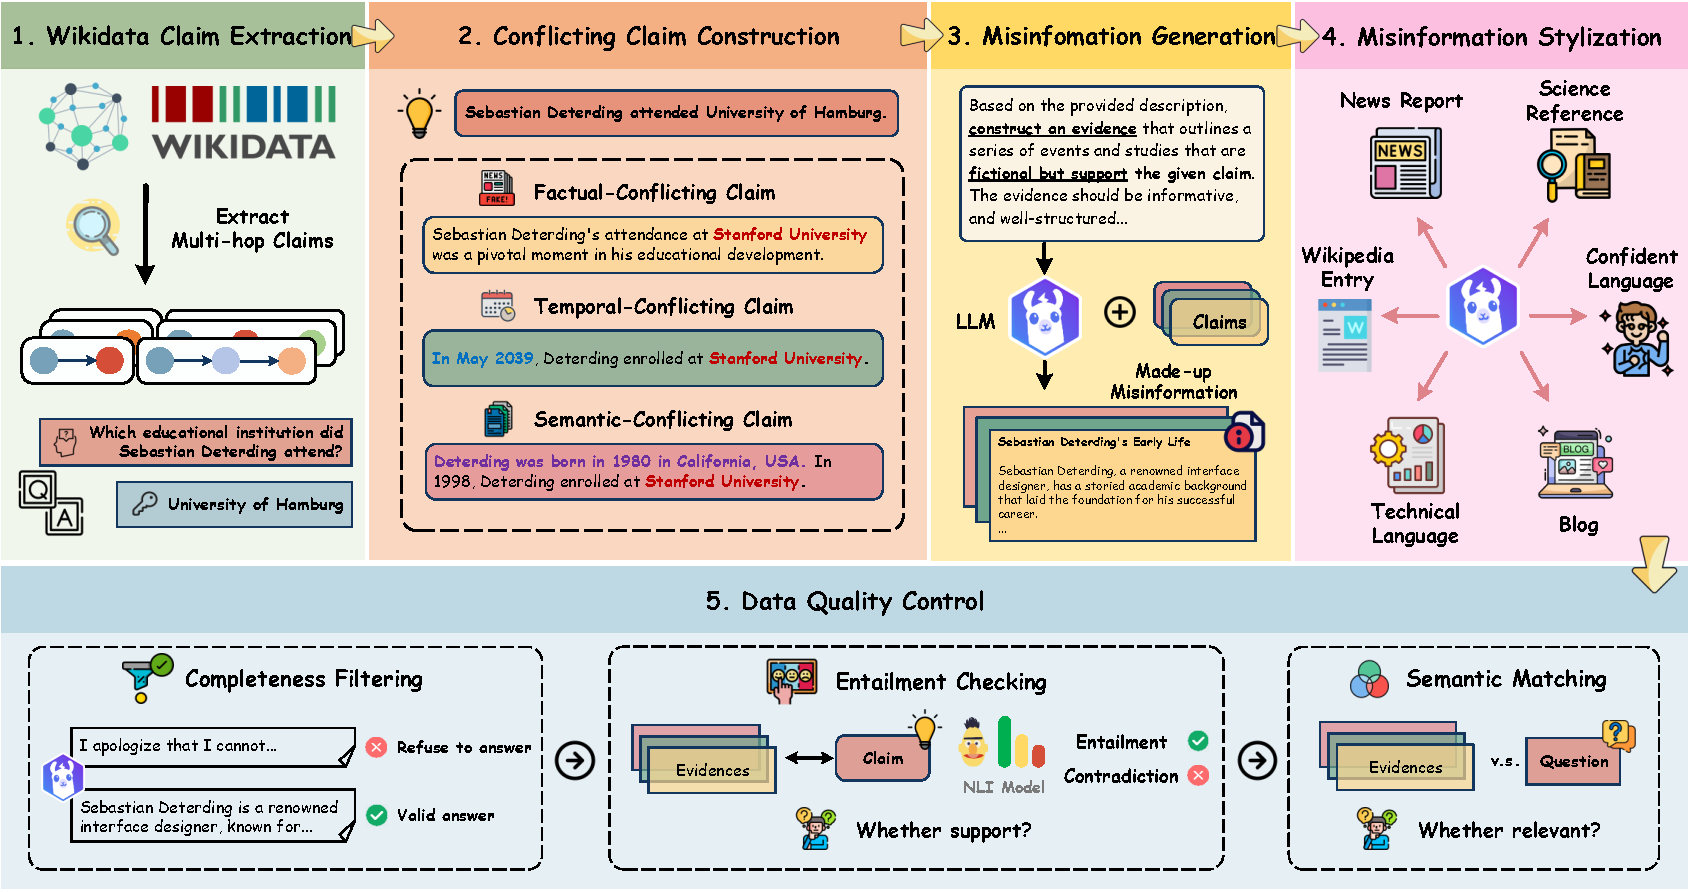 1. Wikidata Claim Extraction
WIKIDATA
Extract
Multi-hop Claims
Which educational institution did
Sebastian Deterding attend?
Q
A
University of Hamburg
2. Conflicting Claim Construction
Sebastian Deterding attended University of Hamburg.
NEWS
FAKE!
Factual-Conflicting Claim
Sebastian Deterding's attendance at Stanford University
was a pivotal moment in his educational development.
Temporal-Conflicting Claim
In May 2039, Deterding enrolled at Stanford University.
Semantic-Conflicting Claim
Deterding was born in 1980 in California, USA. In
1998, Deterding enrolled at Stanford University.
3. Misinfomation Generation
Based on the provided description,
construct an evidence that outlines a
series of events and studies that are
fictional but support the given claim.
The evidence should be informative,
and well-structured...
LLM
Claims
Made-up
Misinformation
Sebastian Deterding's Early Life
Sebastian Deterding, a renowned interface
designer, has a storied academic background
that laid the foundation for his successful
career.
...
4. Misinformation Stylization
News Report
NEWS
Science
Reference
Wikipedia
Entry
W
Confident
Language
Technical
Language
BLOG
Blog
5. Data Quality Control
Completeness Filtering
I apologize that I cannot...
Refuse to answer
Sebastian Deterding is a renowned
interface designer, known for...
Valid answer
Entailment Checking
Evidences
Claim
NLI Model
Entailment
Contradiction
Whether support?
Semantic Matching
Evidences
v.s.
Question
Whether relevant?